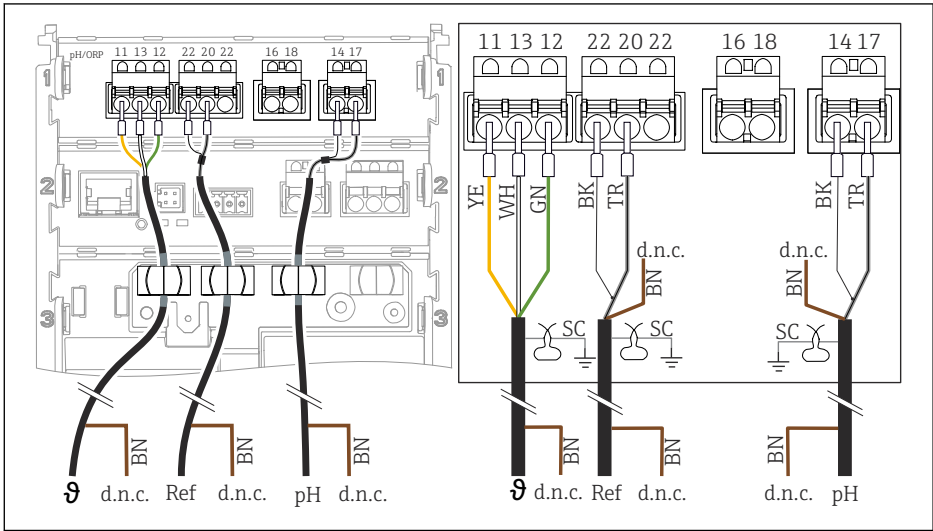 pH/ORP 11 13 12 22 20 22 16 18 14 17
1 1
2 2
3 3
BN BN BN
ϑ d.n.c. Ref d.n.c. pH d.n.c.
11 13 12 22 20 22 16 18 14 17
YE WH GN BK TR BK TR
d.n.c. d.n.c.
BN BN
SC SC SC
BN BN BN
ϑ d.n.c. Ref d.n.c. d.n.c. pH